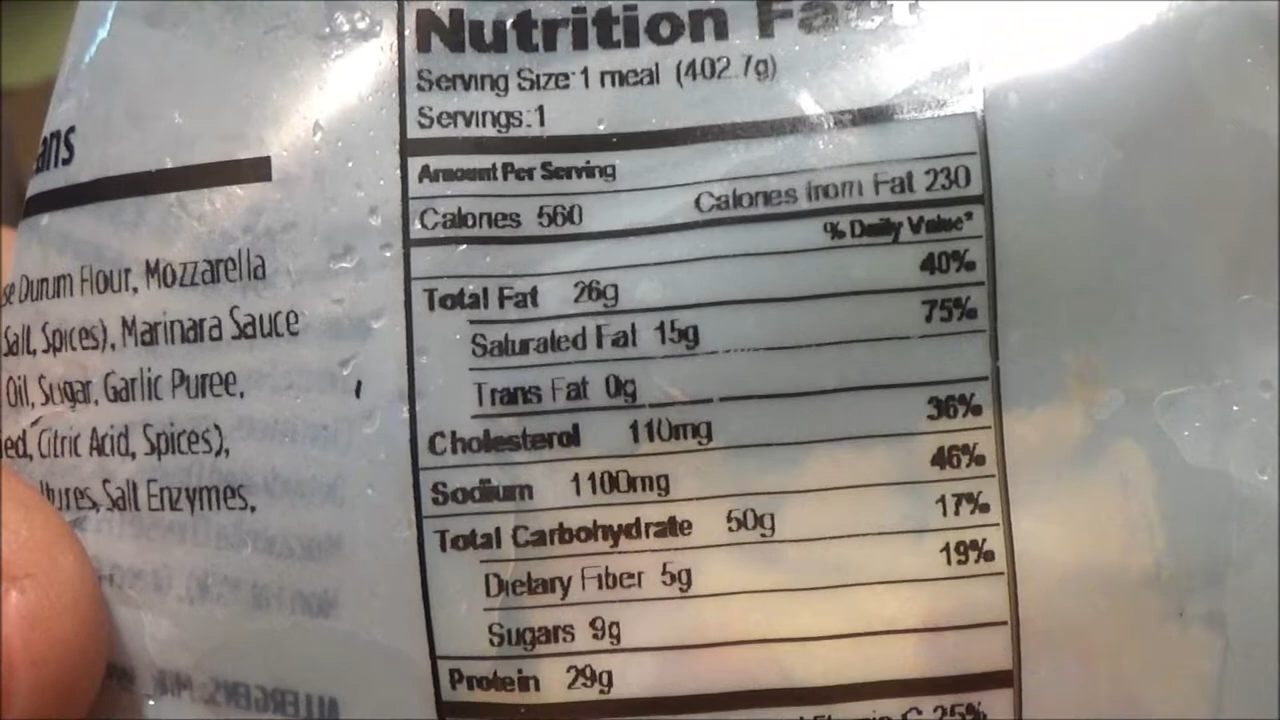 ans
se Durum Flour, Mozzarella
Salt, Spices), Marinara Sauce
Oil, Sugar, Garlic Puree,
ed, Citric Acid, Spices),
tures, Salt Enzymes,
Nutrition Fact
Serving Size:1 meal (402.7g)
Servings:1
Amount Per Serving
Calories 560 Calories from Fat 230
% Daily Value*
Total Fat 26g 40%
Saturated Fat 15g 75%
Trans Fat 0g
Cholesterol 110mg 36%
Sodium 1100mg 46%
Total Carbohydrate 50g 17%
Dietary Fiber 5g 19%
Sugars 9g
Protein 29g
C 25%